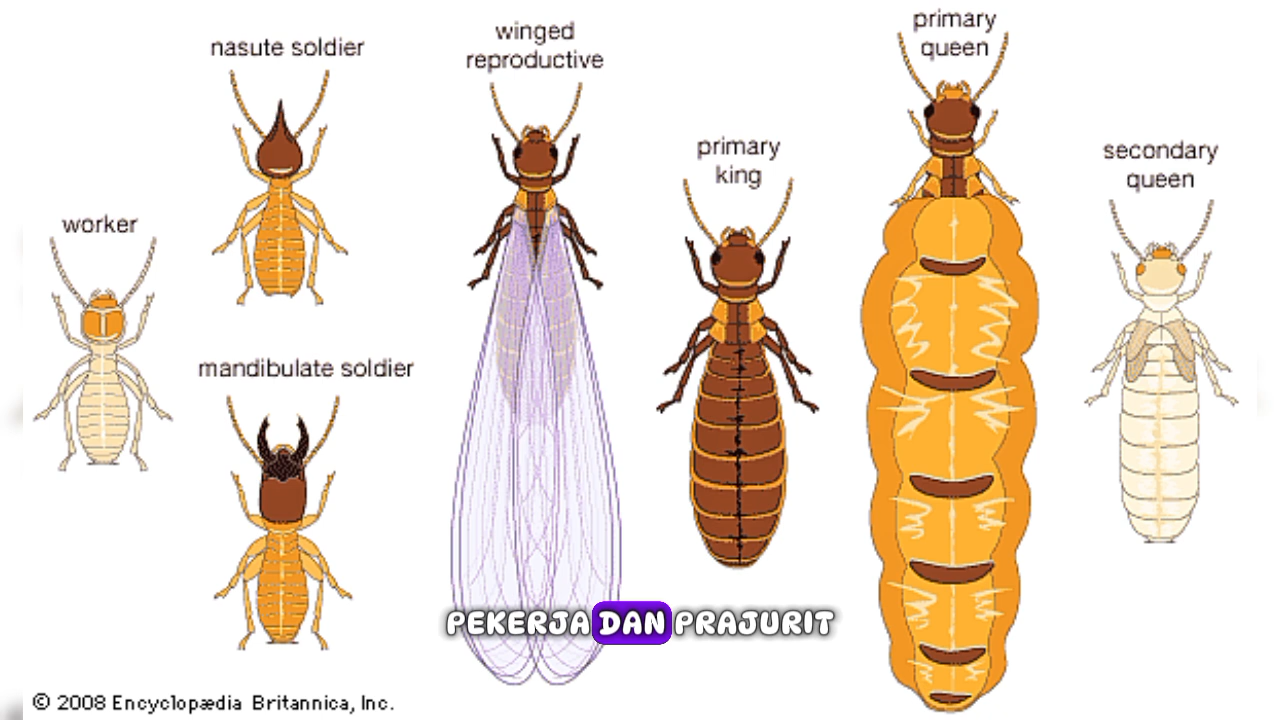 nasute soldier
winged
reproductive
primary
queen
primary
king
secondary
queen
worker
mandibulate soldier
PEKERJA DAN PRAJURIT
© 2008 Encyclopædia Britannica, Inc.